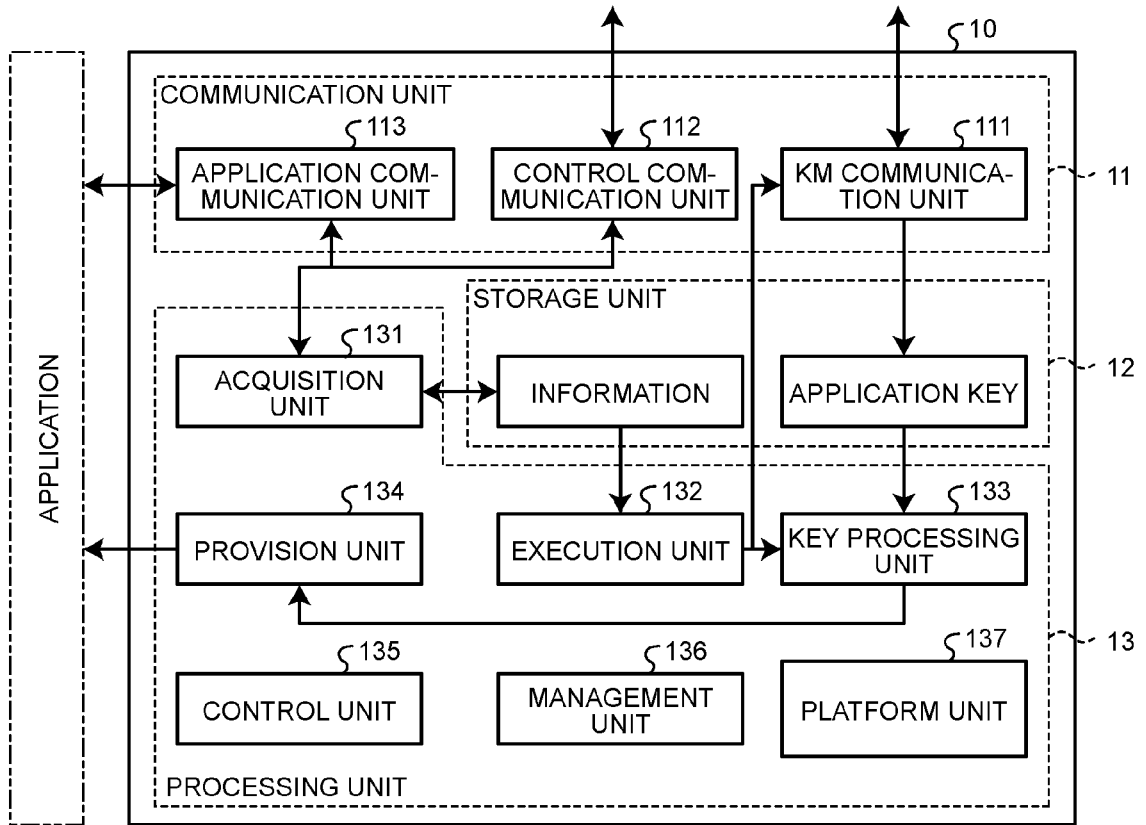 10
COMMUNICATION UNIT
113
112
111
APPLICATION COM-
MUNICATION UNIT
CONTROL COM-
MUNICATION UNIT
KM COMMUNICA-
TION UNIT
11
STORAGE UNIT
131
ACQUISITION
UNIT
INFORMATION
APPLICATION KEY
12
APPLICATION
134
132
133
PROVISION UNIT
EXECUTION UNIT
KEY PROCESSING
UNIT
135
136
137
13
CONTROL UNIT
MANAGEMENT
UNIT
PLATFORM UNIT
PROCESSING UNIT